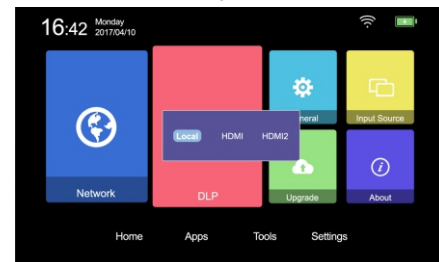 16:42 Monday
2017/04/10
neral
Input Source
Local HDMI HDMI2
Network
DLP
Upgrade
About
Home Apps Tools Settings